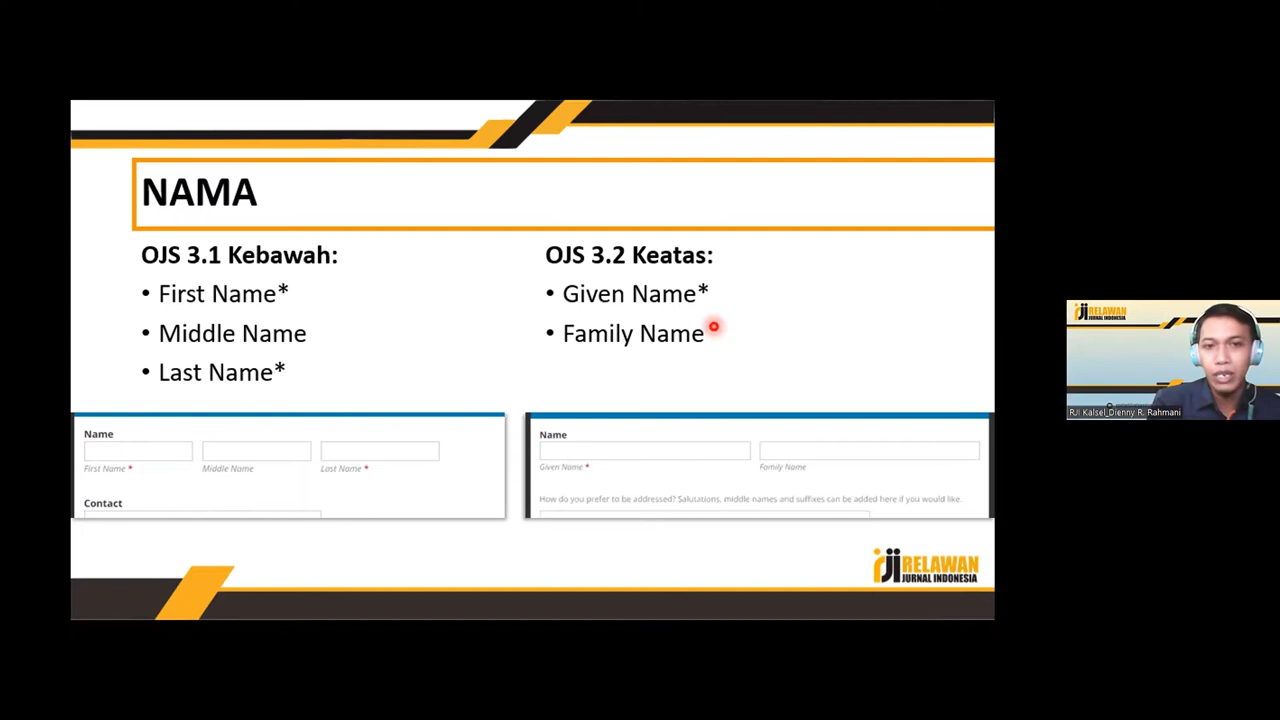 NAMA
OJS 3.1 Kebawah:
• First Name*
• Middle Name
• Last Name*
OJS 3.2 Keatas:
• Given Name*
• Family Name
Name
First Name *
Middle Name
Last Name *
Contact
Name
Given Name *
Family Name
How do you prefer to be addressed? Salutations, middle names and suffixes can be added here if you would like.
RELAWAN
JURNAL INDONESIA
RELAWAN
JURNAL INDONESIA
RJI Kalsel_Dienny R. Rahmani